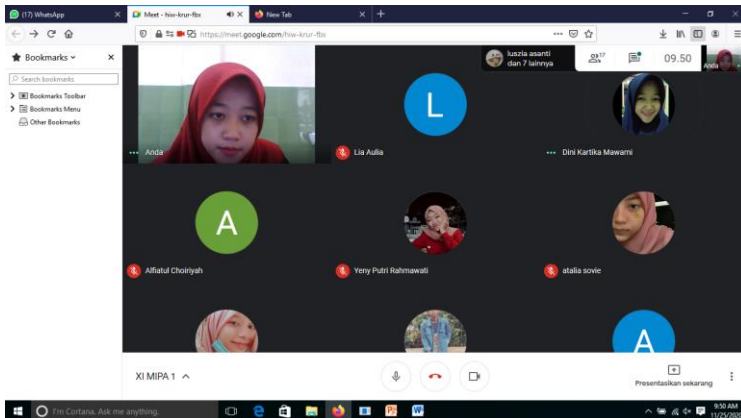 (17) WhatsApp
Meet - hiw-krur-fbx
New Tab
https://meet.google.com/hiw-krur-fbx
Bookmarks
Search bookmarks
Bookmarks Toolbar
Bookmarks Menu
Other Bookmarks
luszia asanti
dan 7 lainnya
17
09.50
Anda
Anda
L
Lia Aulia
Dini Kartika Mawarni
A
Alfiatul Choiriyah
Yeny Putri Rahmawati
atalia sovie
A
XI MIPA 1
Presentasikan sekarang
I'm Cortana. Ask me anything.
9:50 AM